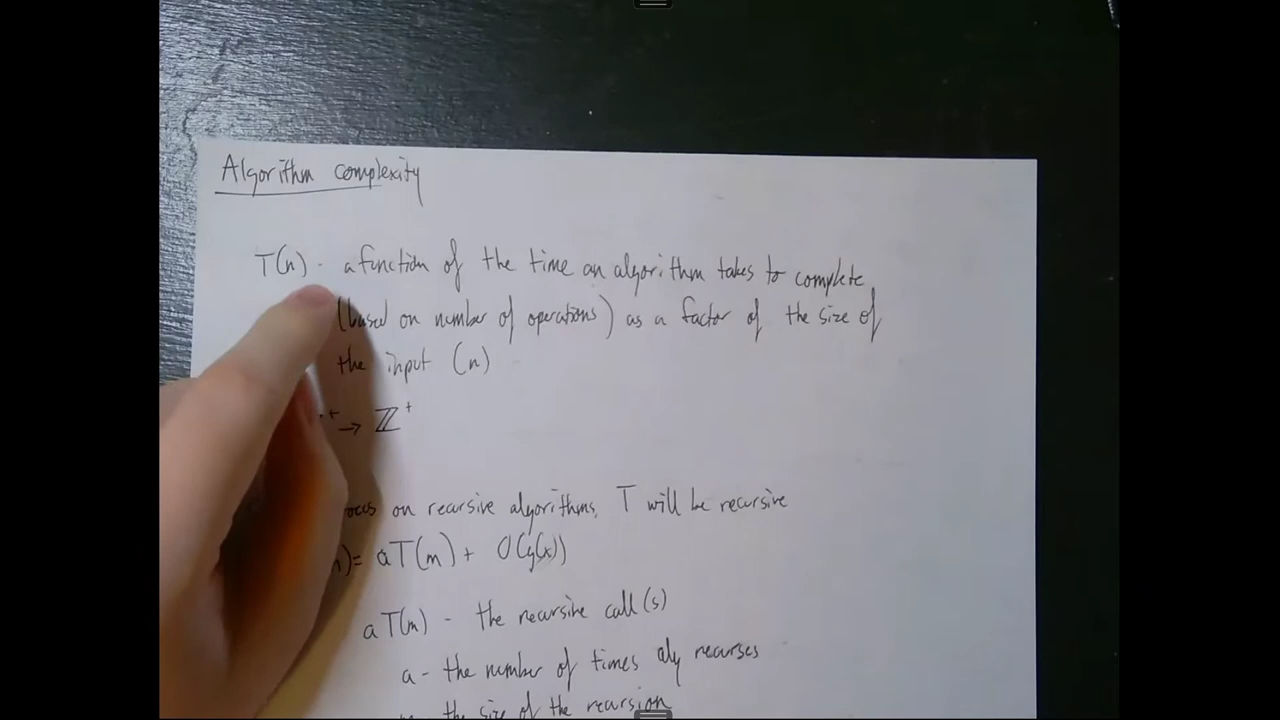 Algorithm complexity
T(n) - a function of the time an algorithm takes to complete
(based on number of operations) as a factor of the size of
the input (n)
+ → ℤ⁺
ocus on recursive algorithms, T will be recursive
)= aT(m) + O(g(x))
aT(m) - the recursive call(s)
a - the number of times alg recurses
the size of the recursion